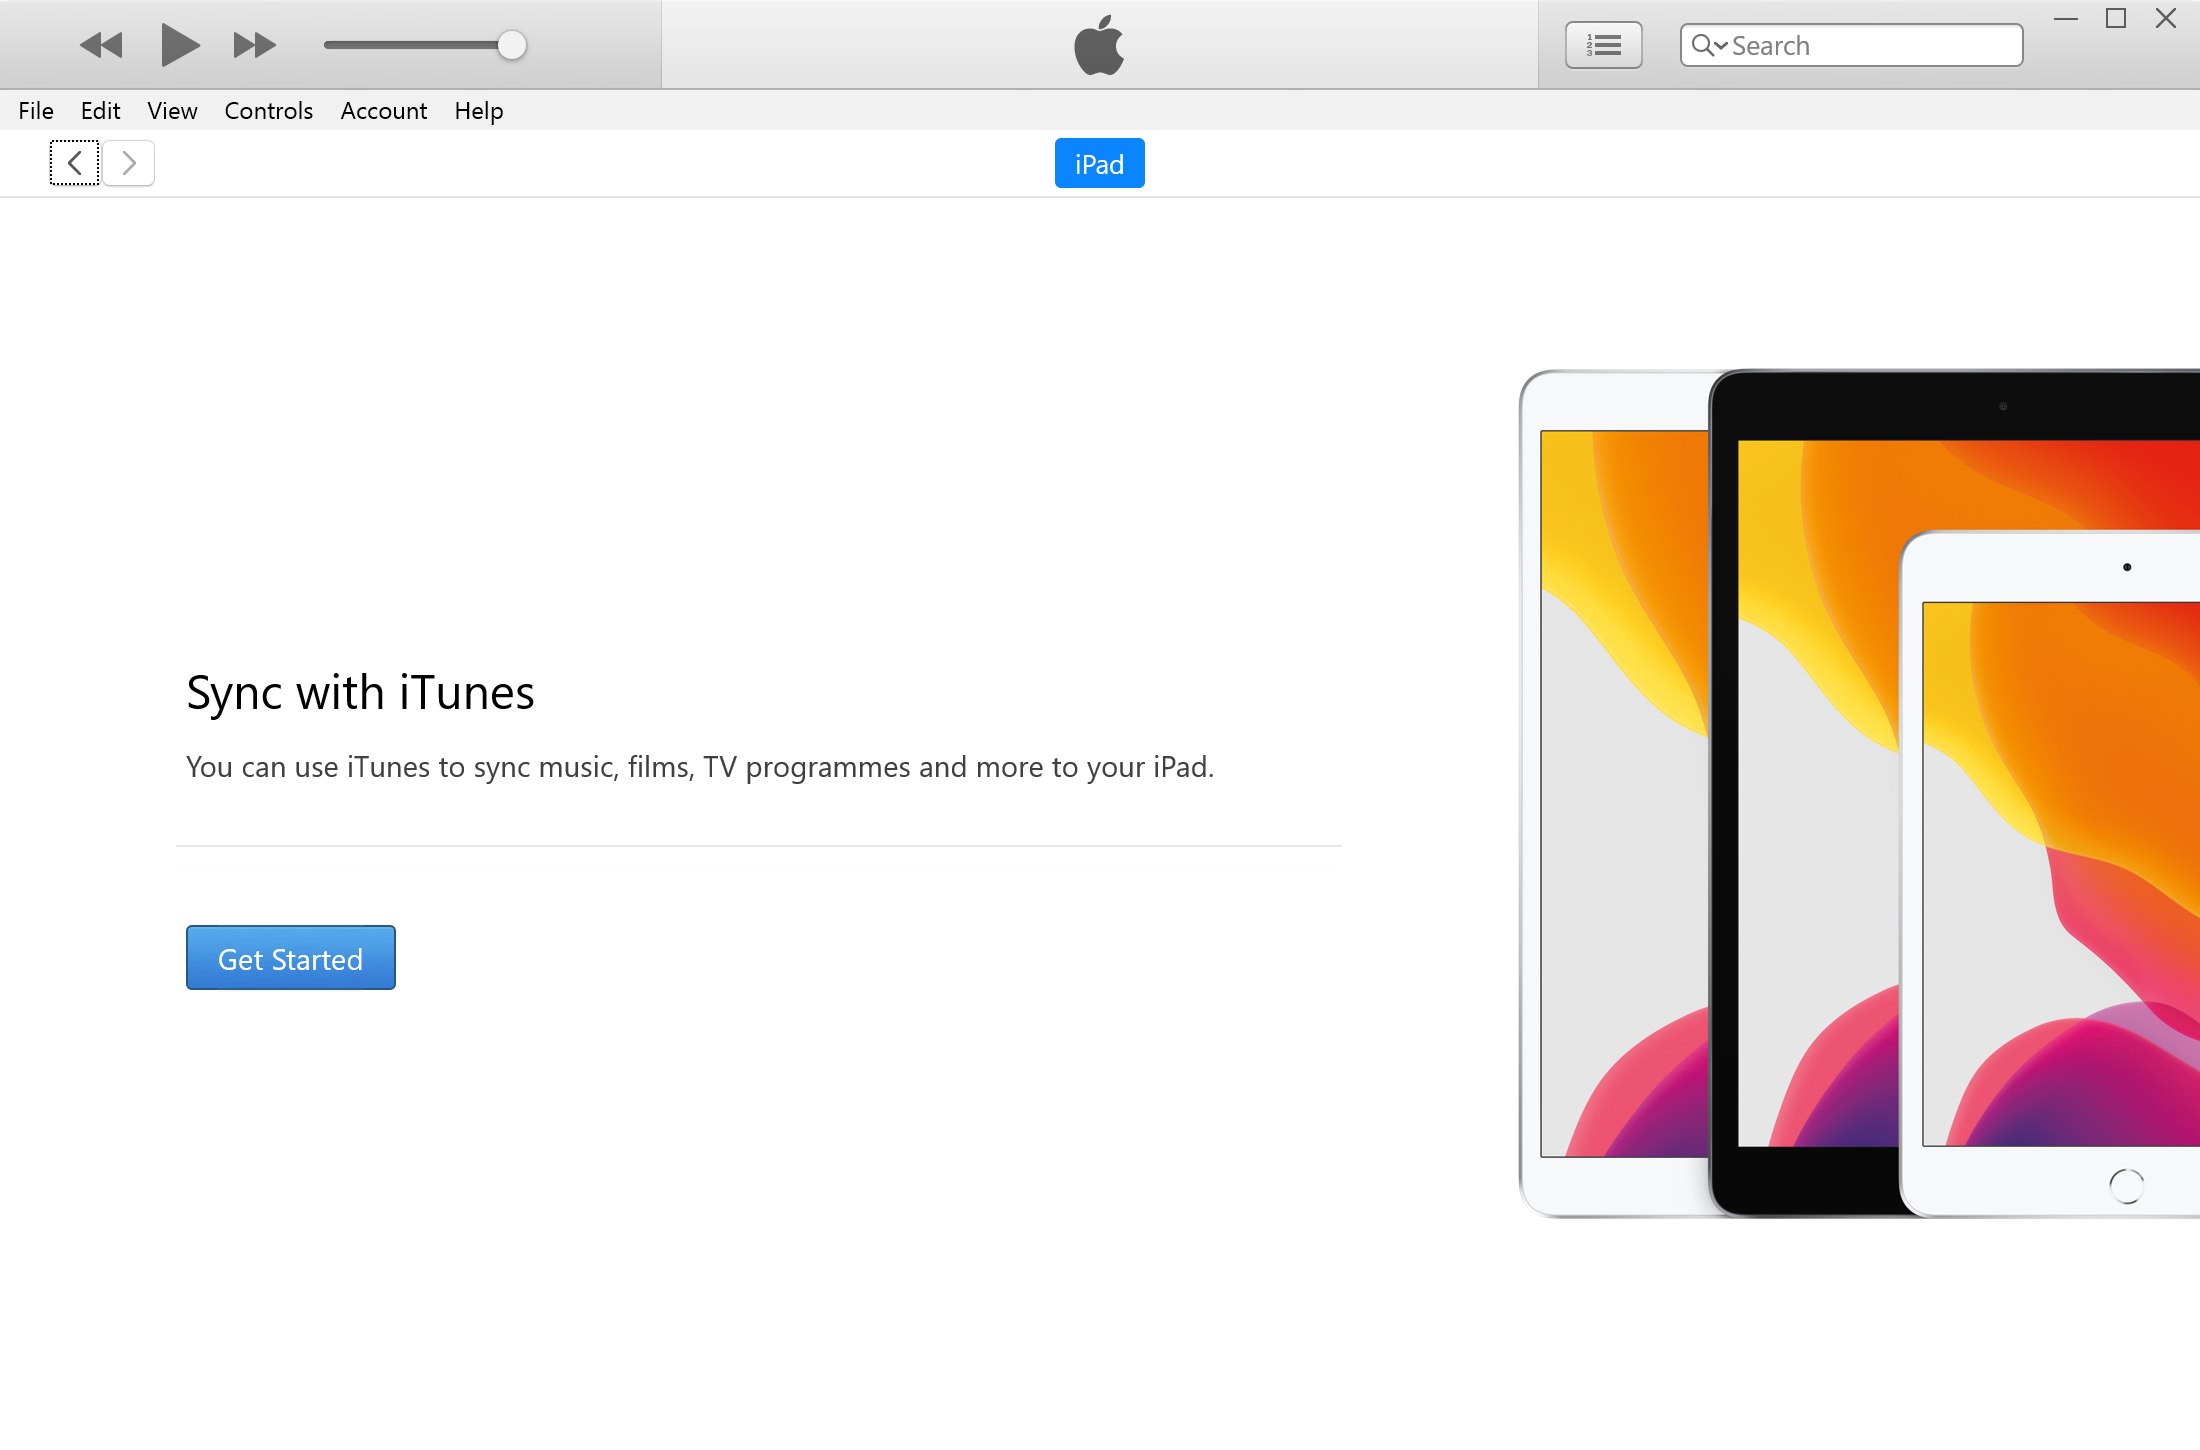 Search
File Edit View Controls Account Help
iPad
Sync with iTunes
You can use iTunes to sync music, films, TV programmes and more to your iPad.
Get Started